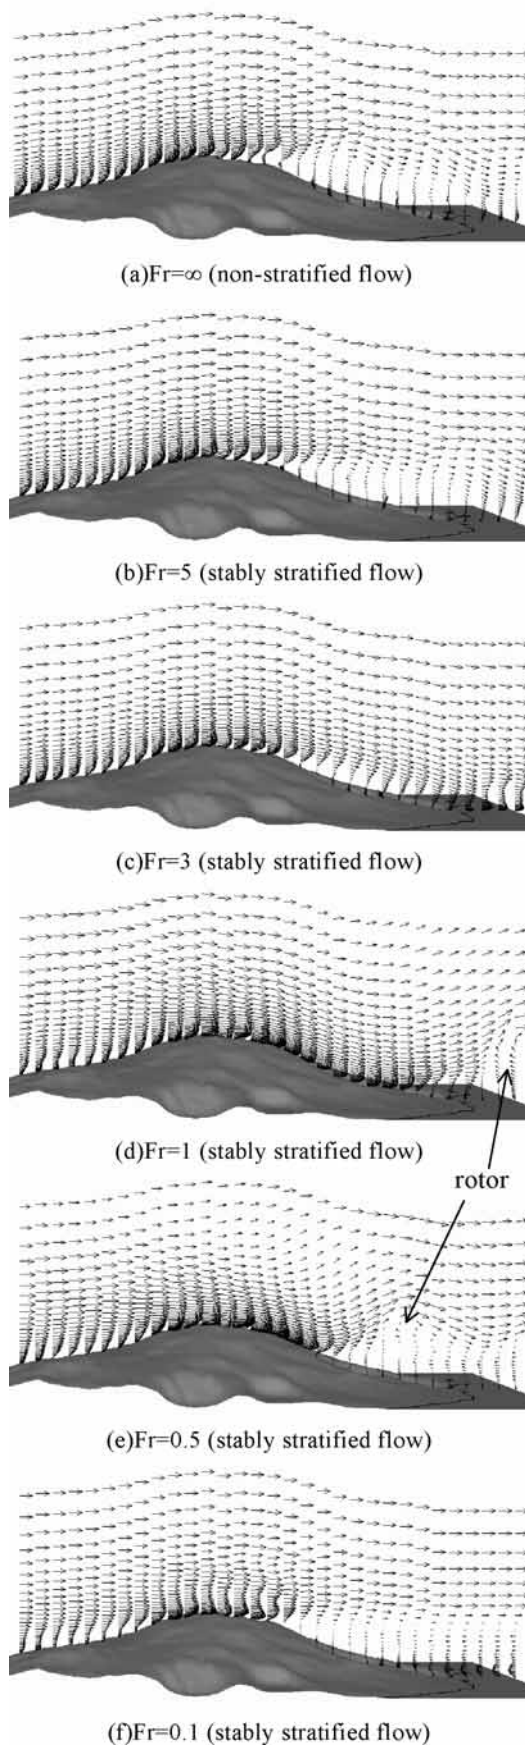 (a)Fr=∞ (non-stratified flow)
(b)Fr=5 (stably stratified flow)
(c)Fr=3 (stably stratified flow)
(d)Fr=1 (stably stratified flow)
rotor
(e)Fr=0.5 (stably stratified flow)
(f)Fr=0.1 (stably stratified flow)